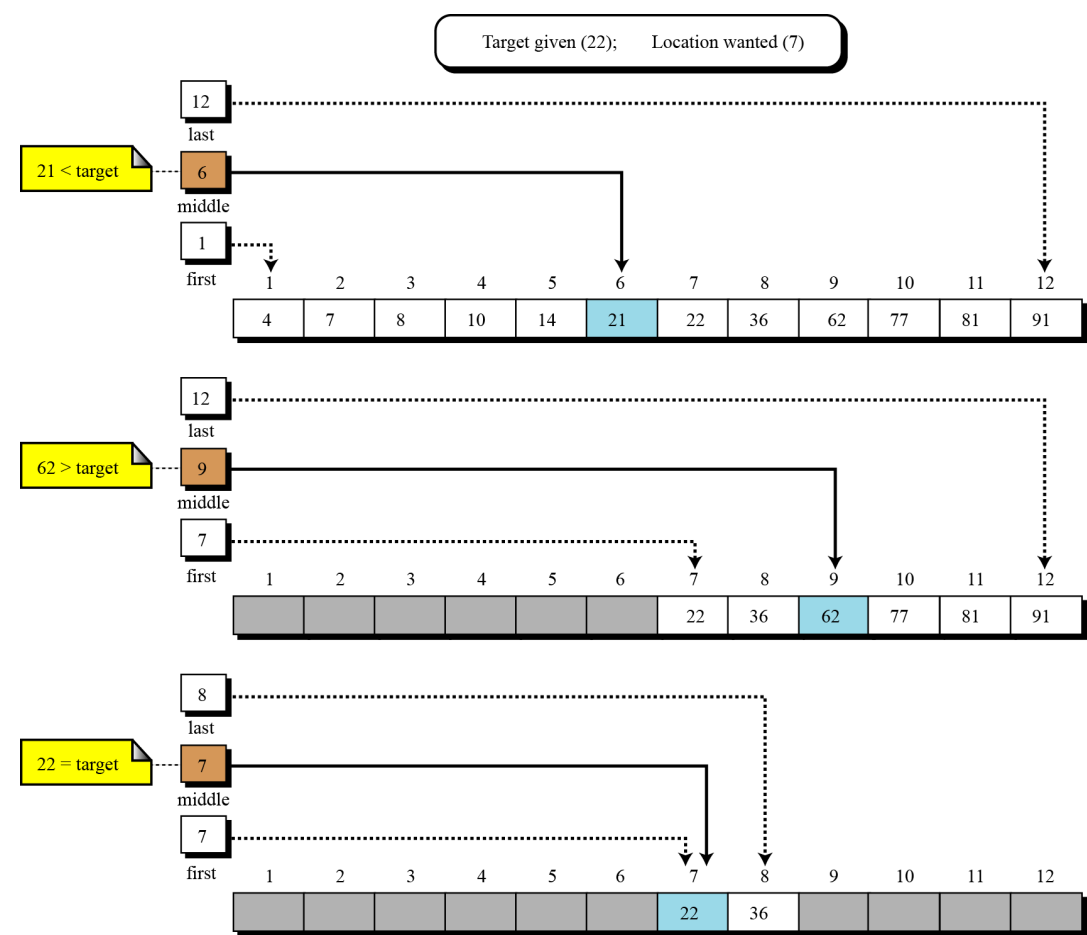 Target given (22); Location wanted (7)
12
last
21 < target
6
middle
1
first
1 2 3 4 5 6 7 8 9 10 11 12
4 7 8 10 14 21 22 36 62 77 81 91
12
last
62 > target
9
middle
7
first
1 2 3 4 5 6 7 8 9 10 11 12
22 36 62 77 81 91
8
last
22 = target
7
middle
7
first
1 2 3 4 5 6 7 8 9 10 11 12
22 36